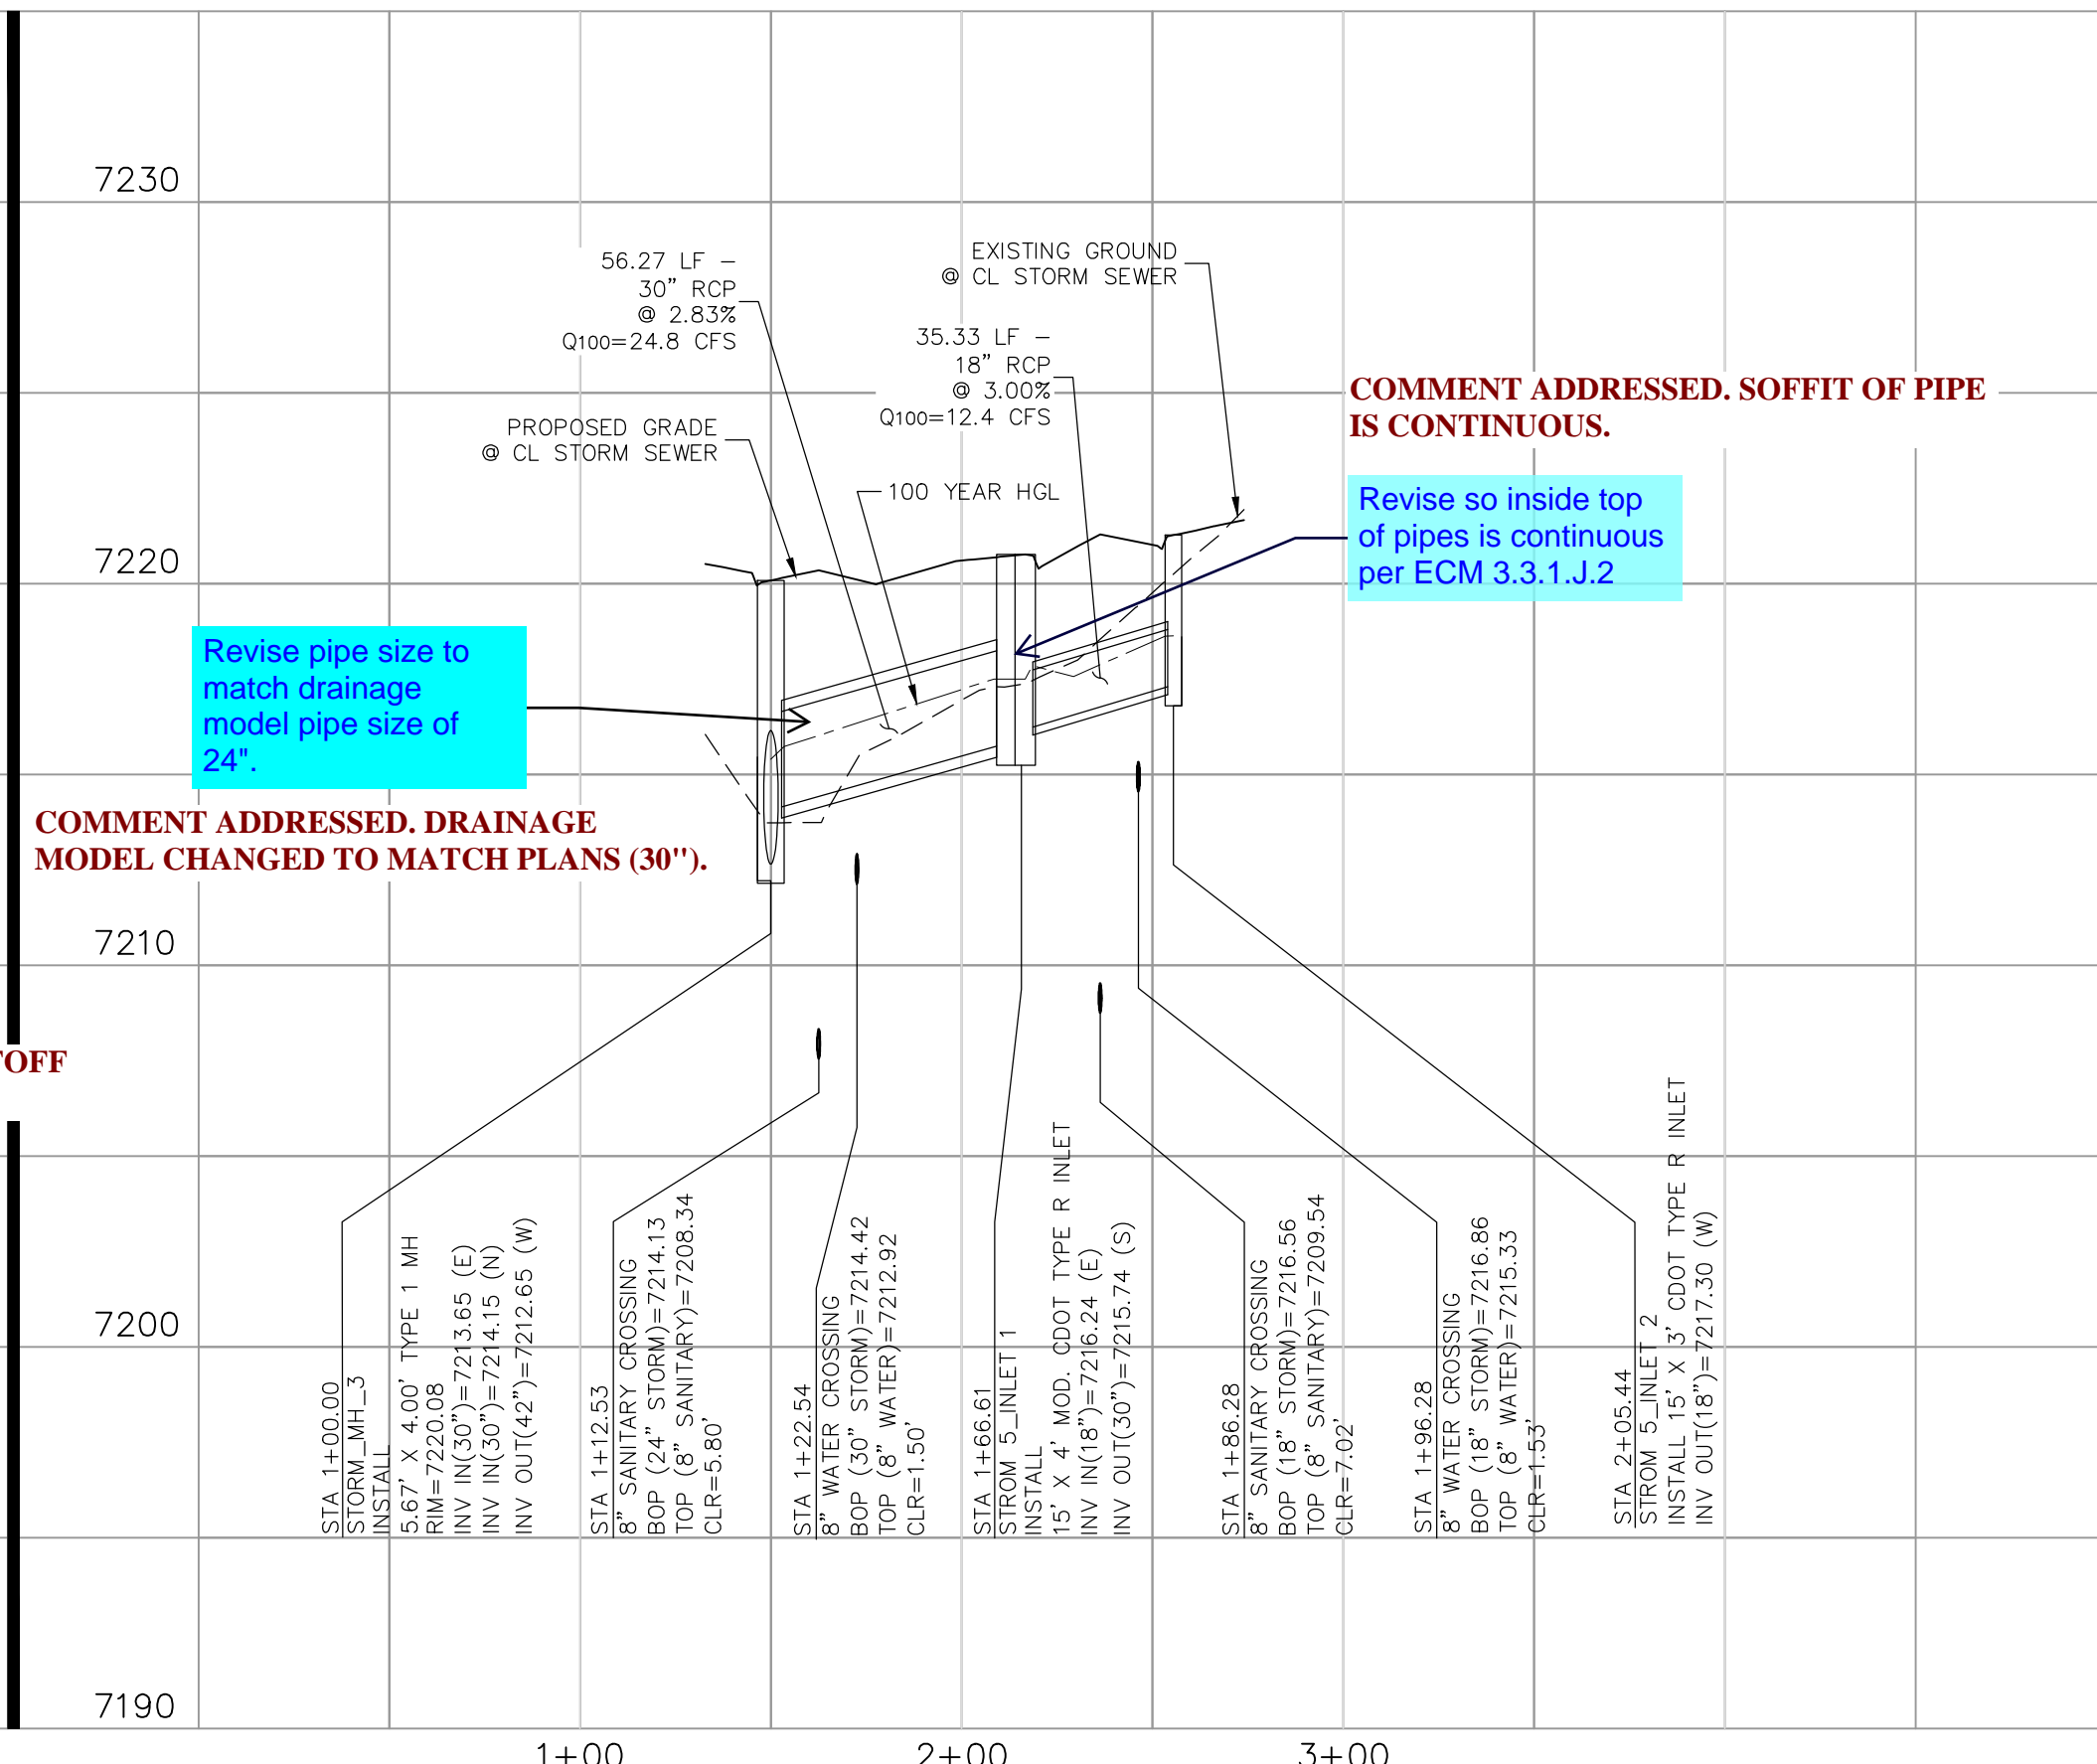 7230
7220
7210
7200
7190
1+00
2+00
3+00
56.27 LF –
30" RCP
@ 2.83%
Q100=24.8 CFS
EXISTING GROUND
@ CL STORM SEWER
35.33 LF –
18" RCP
@ 3.00%
Q100=12.4 CFS
PROPOSED GRADE
@ CL STORM SEWER
100 YEAR HGL
COMMENT ADDRESSED. SOFFIT OF PIPE
IS CONTINUOUS.
Revise so inside top
of pipes is continuous
per ECM 3.3.1.J.2
Revise pipe size to
match drainage
model pipe size of
24".
COMMENT ADDRESSED. DRAINAGE
MODEL CHANGED TO MATCH PLANS (30").
TOFF
STA 1+00.00
STORM_MH_3
INSTALL
5.67' X 4.00' TYPE 1 MH
RIM=7220.08
INV IN(30")=7213.65 (E)
INV IN(30")=7214.15 (N)
INV OUT(42")=7212.65 (W)
STA 1+12.53
8" SANITARY CROSSING
BOP (24" STORM)=7214.13
TOP (8" SANITARY)=7208.34
CLR=5.80'
STA 1+22.54
8" WATER CROSSING
BOP (30" STORM)=7214.42
TOP (8" WATER)=7212.92
CLR=1.50'
STA 1+66.61
STROM 5_INLET 1
INSTALL
15' X 4' MOD. CDOT TYPE R INLET
INV IN(18")=7216.24 (E)
INV OUT(30")=7215.74 (S)
STA 1+86.28
8" SANITARY CROSSING
BOP (18" STORM)=7216.56
TOP (8" SANITARY)=7209.54
CLR=7.02'
STA 1+96.28
8" WATER CROSSING
BOP (18" STORM)=7216.86
TOP (8" WATER)=7215.33
CLR=1.53'
STA 2+05.44
STROM 5_INLET 2
INSTALL 15' X 3' CDOT TYPE R INLET
INV OUT(18")=7217.30 (W)